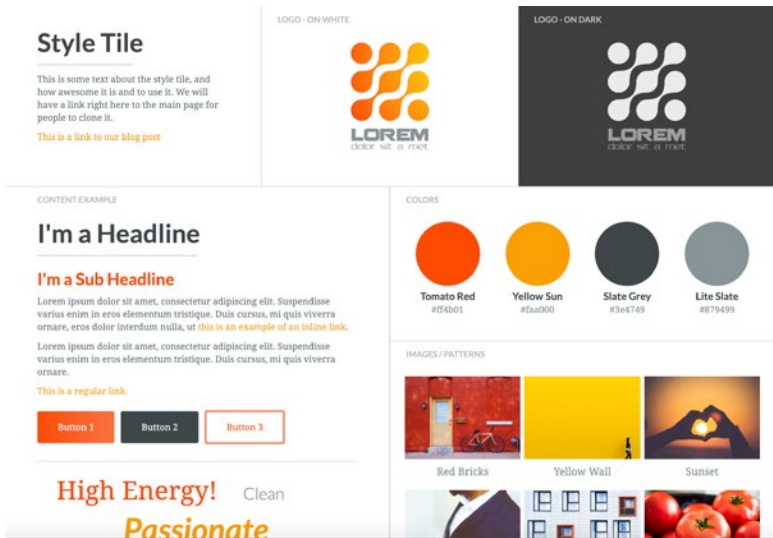 Style Tile
This is some text about the style tile, and
how awesome it is and to use it. We will
have a link right here to the main page for
people to clone it.
This is a link to our blog post
LOGO - ON WHITE
LOREM
dolor sit a met
LOGO - ON DARK
LOREM
dolor sit a met
CONTENT EXAMPLE
I'm a Headline
I'm a Sub Headline
Lorem ipsum dolor sit amet, consectetur adipiscing elit. Suspendisse
varius enim in eros elementum tristique. Duis cursus, mi quis viverra
ornare, eros dolor interdum nulla, ut this is an example of an inline link.
Lorem ipsum dolor sit amet, consectetur adipiscing elit. Suspendisse
varius enim in eros elementum tristique. Duis cursus, mi quis viverra
ornare.
This is a regular link.
Button 1
Button 2
Button 3
High Energy!
Clean
Passionate
COLORS
Tomato Red
#ff4b01
Yellow Sun
#faa000
Slate Grey
#3e4749
Lite Slate
#879499
IMAGES / PATTERNS
Red Bricks
Yellow Wall
Sunset